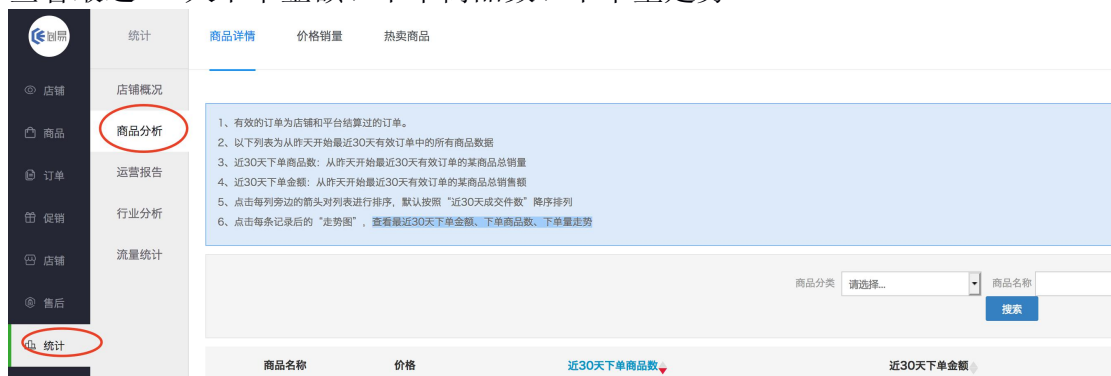 创易
统计
商品详情 价格销量 热卖商品
店铺
店铺概况
商品
商品分析
订单
运营报告
促销
行业分析
店铺
流量统计
售后
统计
1、有效的订单为店铺和平台结算过的订单。
2、以下列表为从昨天开始最近30天有效订单中的所有商品数据
3、近30天下单商品数：从昨天开始最近30天有效订单的某商品总销量
4、近30天下单金额：从昨天开始最近30天有效订单的某商品总销售额
5、点击每列旁边的箭头对列表进行排序，默认按照“近30天成交件数”降序排列
6、点击每条记录后的“走势图”，查看最近30天下单金额、下单商品数、下单量走势
商品分类 请选择... 商品名称
搜索
商品名称 价格 近30天下单商品数 近30天下单金额